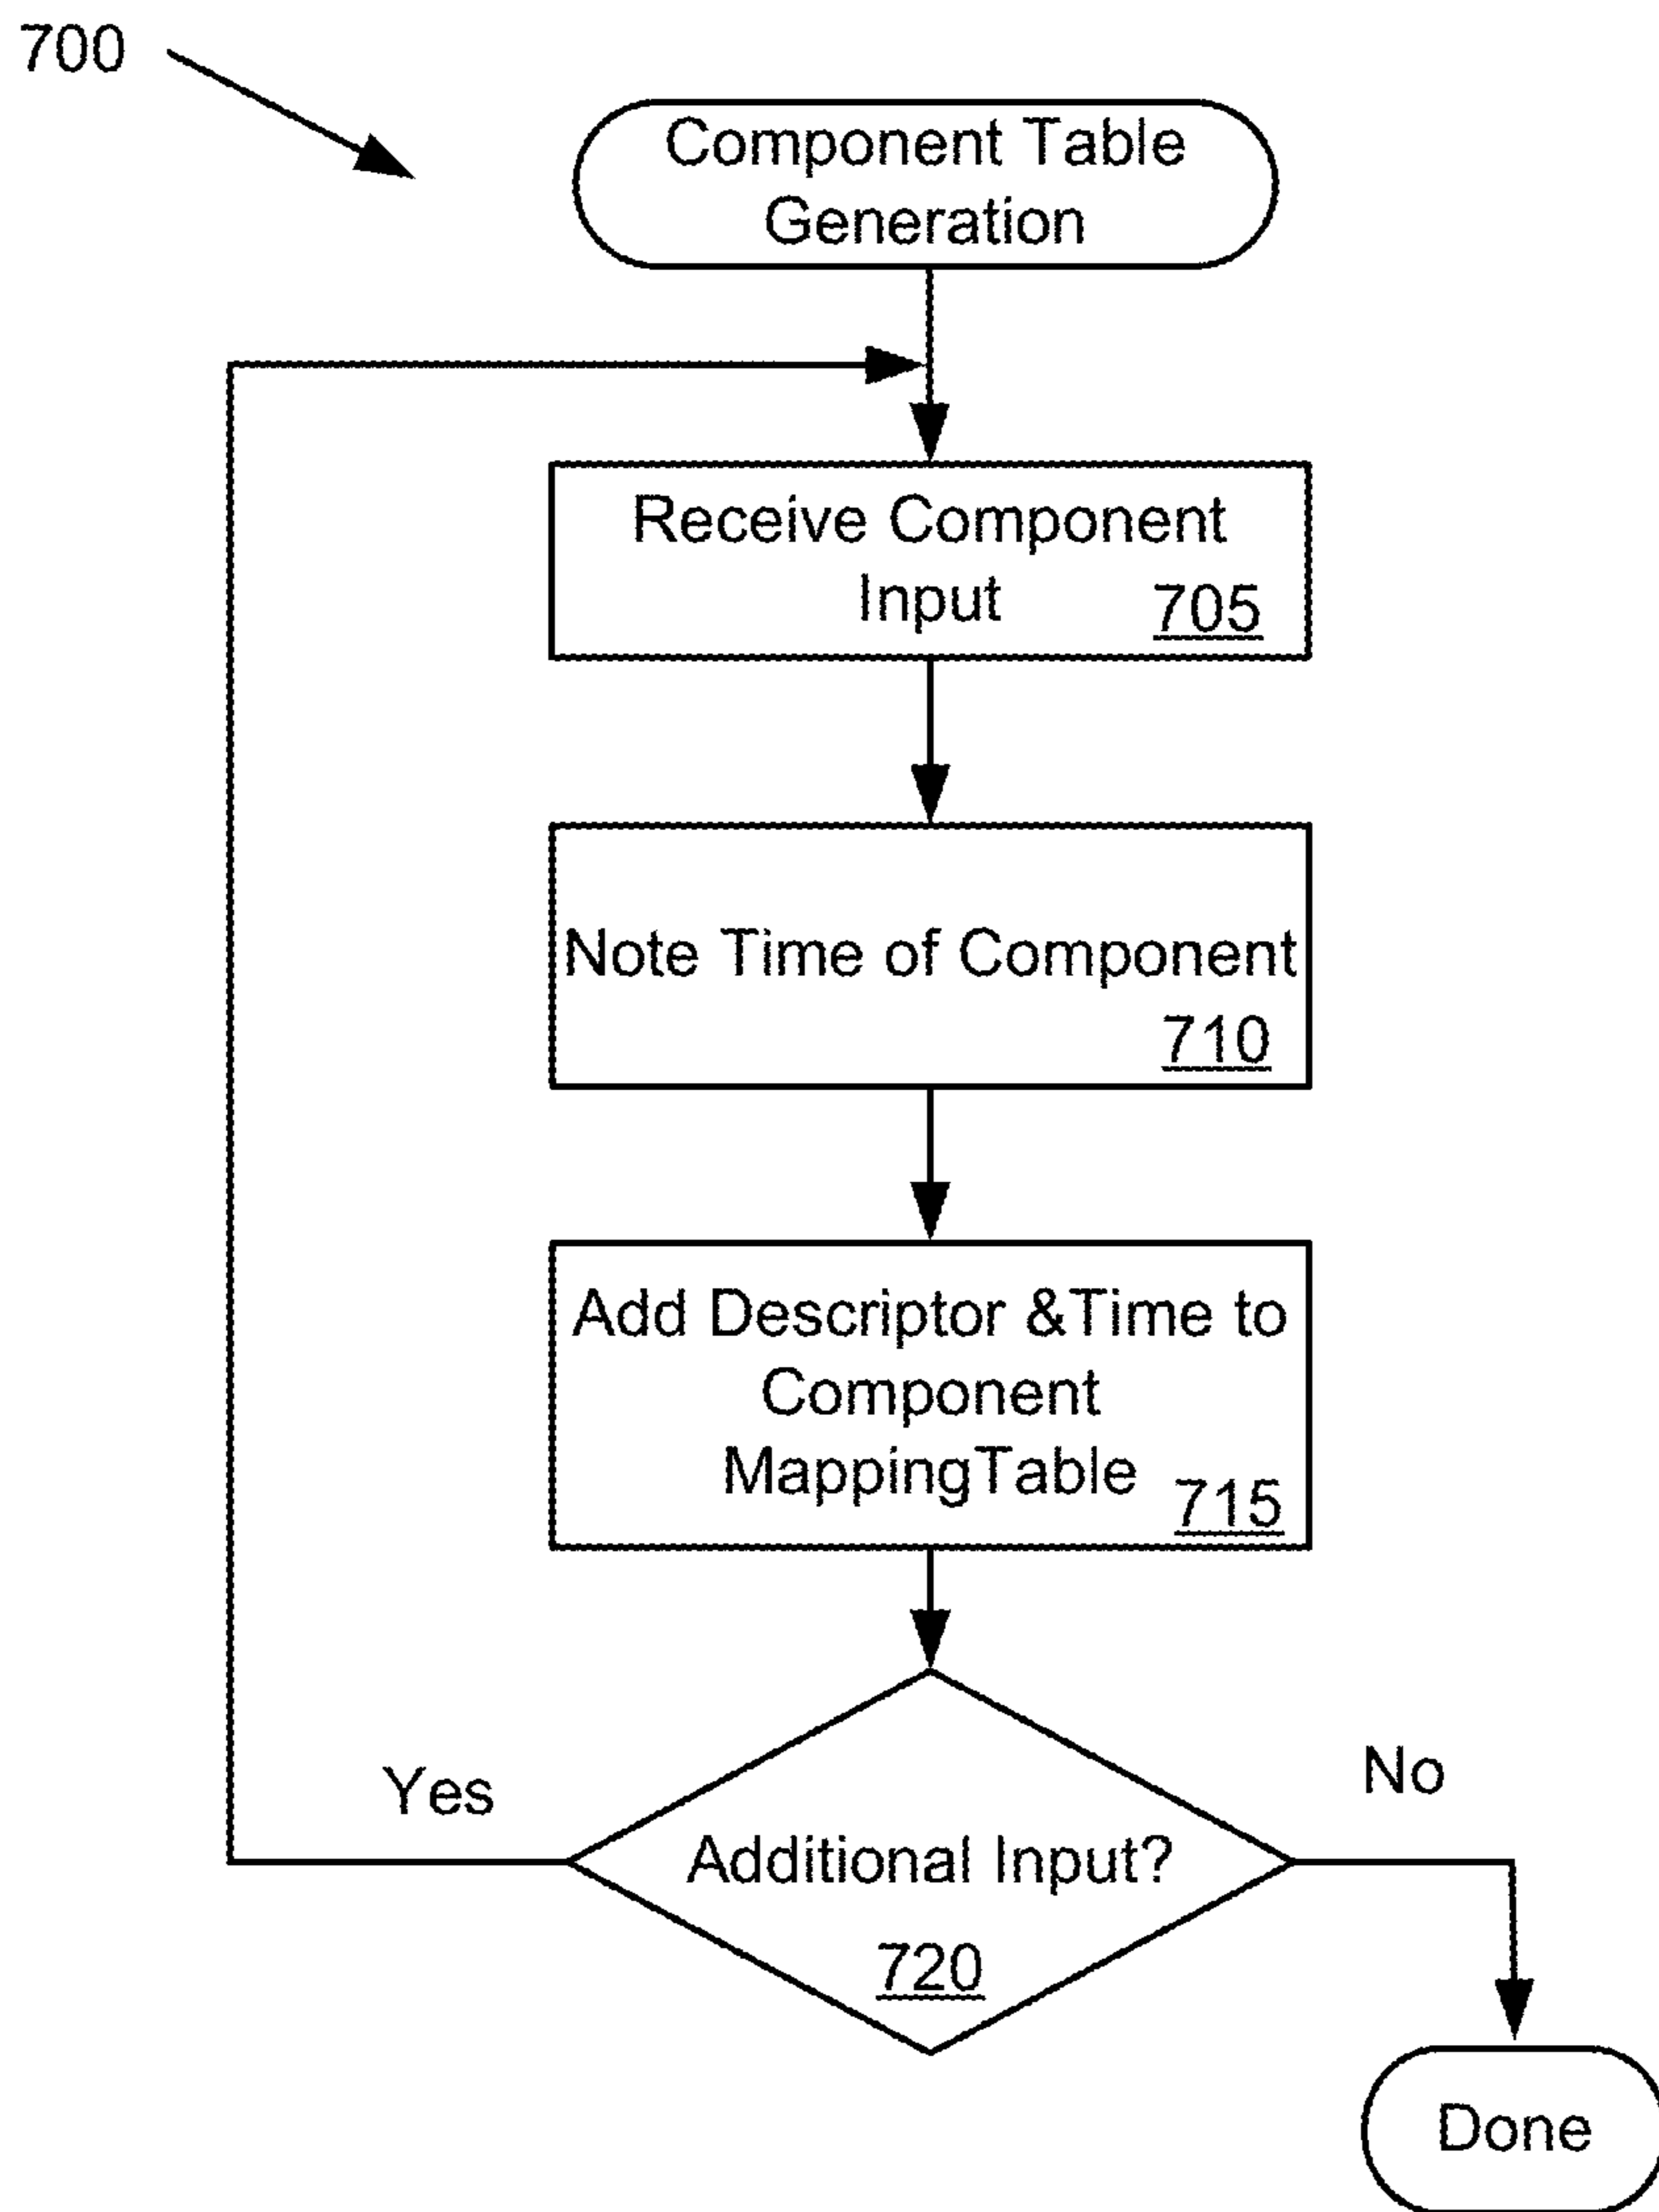 700
Component Table
Generation
Receive Component
Input 705
Note Time of Component
710
Add Descriptor &Time to
Component
MappingTable 715
Yes
No
Additional Input?
720
Done